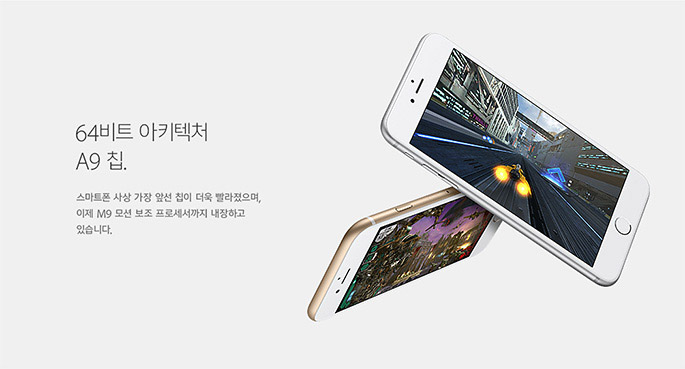 64비트 아키텍처
A9 칩.
스마트폰 사상 가장 앞선 칩이 더욱 빨라졌으며,
이제 M9 모션 보조 프로세서까지 내장하고
있습니다.